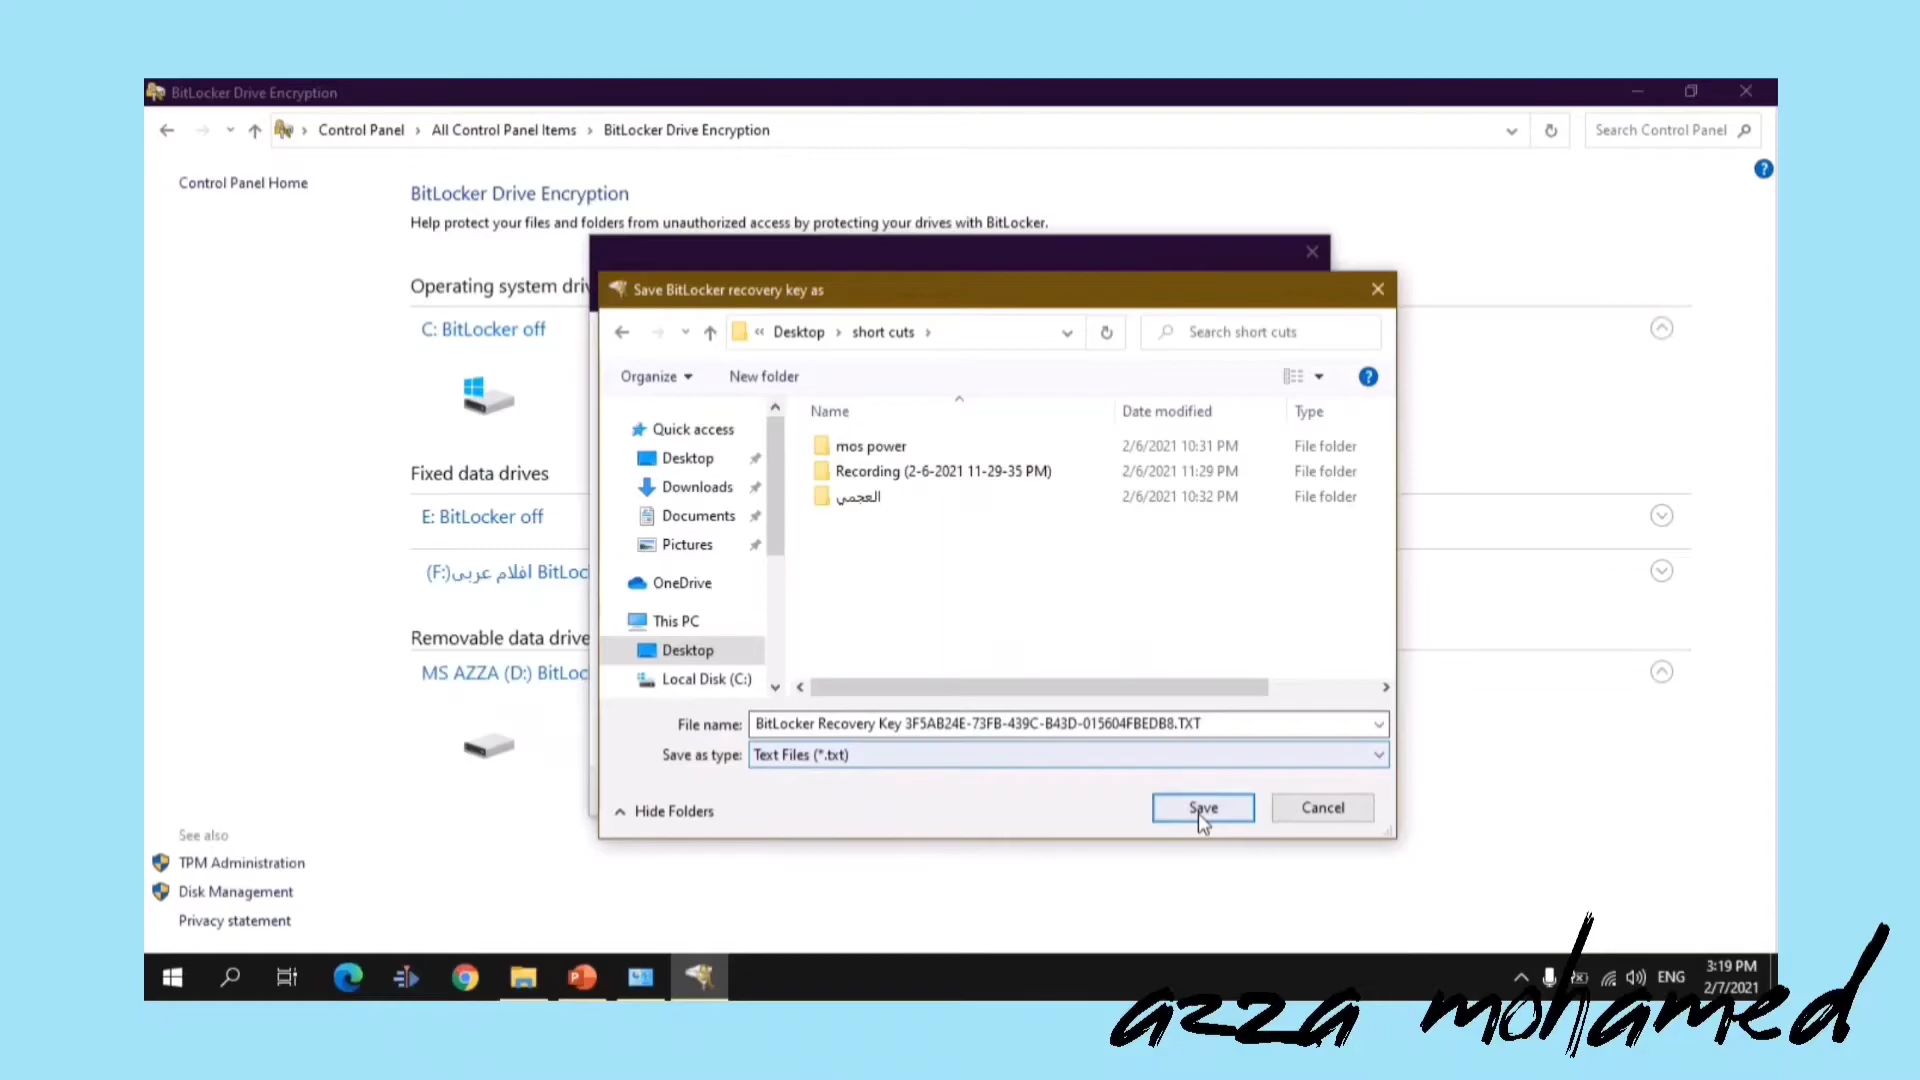 BitLocker Drive Encryption
Control Panel › All Control Panel Items › BitLocker Drive Encryption
Search Control Panel
Control Panel Home
BitLocker Drive Encryption
Help protect your files and folders from unauthorized access by protecting your drives with BitLocker.
Operating system driv
C: BitLocker off
Fixed data drives
E: BitLocker off
افلام عربى(F:) BitLoc
Removable data drive
MS AZZA (D:) BitLoc
See also
TPM Administration
Disk Management
Privacy statement
Save BitLocker recovery key as
« Desktop › short cuts ›
Search short cuts
Organize
New folder
Quick access
Desktop
Downloads
Documents
Pictures
OneDrive
This PC
Desktop
Local Disk (C:)
Name Date modified Type
mos power 2/6/2021 10:31 PM File folder
Recording (2-6-2021 11-29-35 PM) 2/6/2021 11:29 PM File folder
العجمي 2/6/2021 10:32 PM File folder
File name: BitLocker Recovery Key 3F5AB24E-73FB-439C-B43D-015604FBEDB8.TXT
Save as type: Text Files (*.txt)
Hide Folders
Save
Cancel
ENG
3:19 PM
2/7/2021
azza mohamed